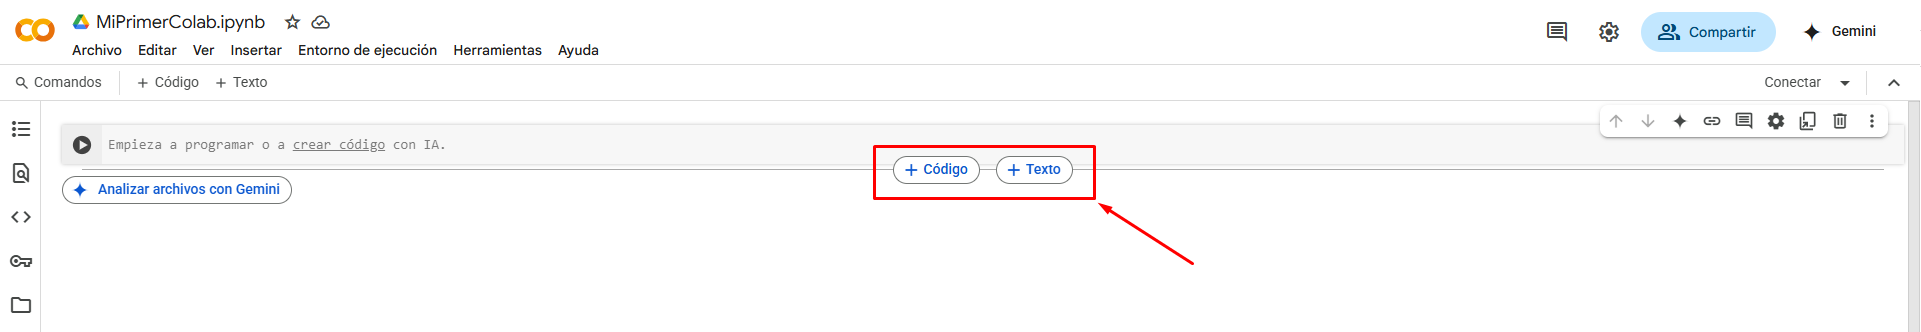 MiPrimerColab.ipynb
Archivo Editar Ver Insertar Entorno de ejecución Herramientas Ayuda
Compartir
Gemini
Comandos + Código + Texto
Conectar
Empieza a programar o a crear código con IA.
+ Código + Texto
Analizar archivos con Gemini